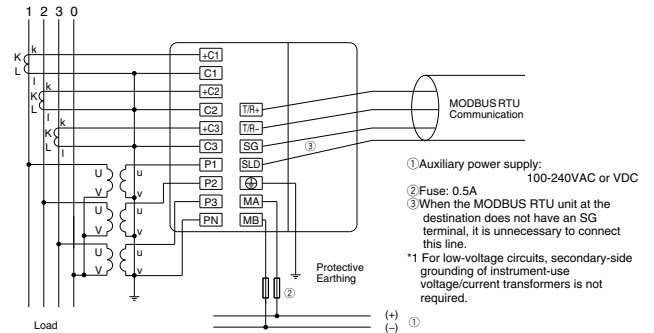 1 2 3 0
k
K
L
l
k
K
L
l
k
K
L
l
+C1
C1
+C2
C2
+C3
C3
P1
P2
P3
PN
T/R+
T/R−
SG
SLD
MA
MB
U
V
u
v
U
V
u
v
U
V
u
v
③
②
MODBUS RTU
Communication
①Auxiliary power supply:
100-240VAC or VDC
②Fuse: 0.5A
③When the MODBUS RTU unit at the
destination does not have an SG
terminal, it is unnecessary to connect
this line.
*1 For low-voltage circuits, secondary-side
grounding of instrument-use
voltage/current transformers is not
required.
Protective
Earthing
(+)
(−)
①
Load